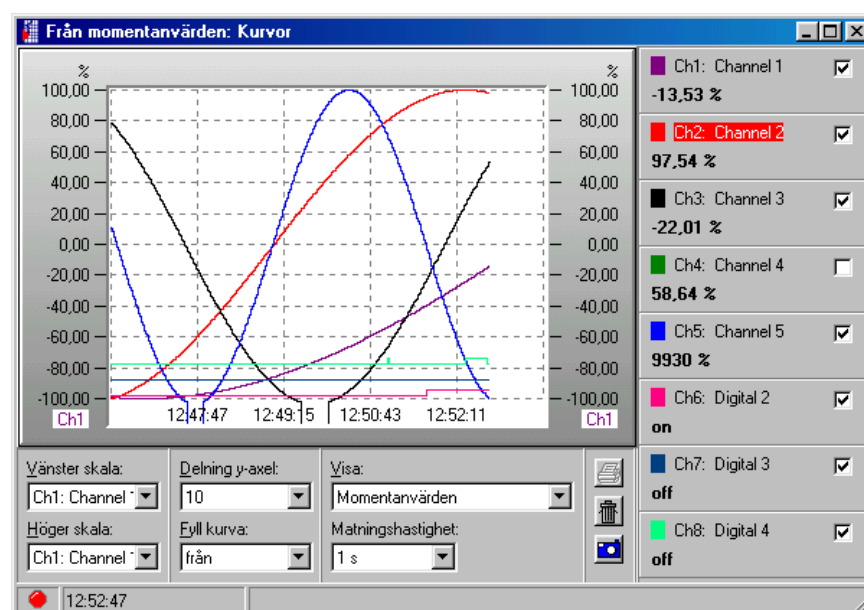 Från momentanvärden: Kurvor
% %
100,00 100,00
80,00 80,00
60,00 60,00
40,00 40,00
20,00 20,00
0,00 0,00
-20,00 -20,00
-40,00 -40,00
-60,00 -60,00
-80,00 -80,00
-100,00 -100,00
Ch1 12:47:47 12:49:15 12:50:43 12:52:11 Ch1
Ch1: Channel 1
-13,53 %
Ch2: Channel 2
97,54 %
Ch3: Channel 3
-22,01 %
Ch4: Channel 4
58,64 %
Ch5: Channel 5
9930 %
Ch6: Digital 2
on
Ch7: Digital 3
off
Ch8: Digital 4
off
Vänster skala: Delning y-axel: Visa:
Ch1: Channel 10 Momentanvärden
Höger skala: Fyll kurva: Matningshastighet:
Ch1: Channel från 1 s
12:52:47